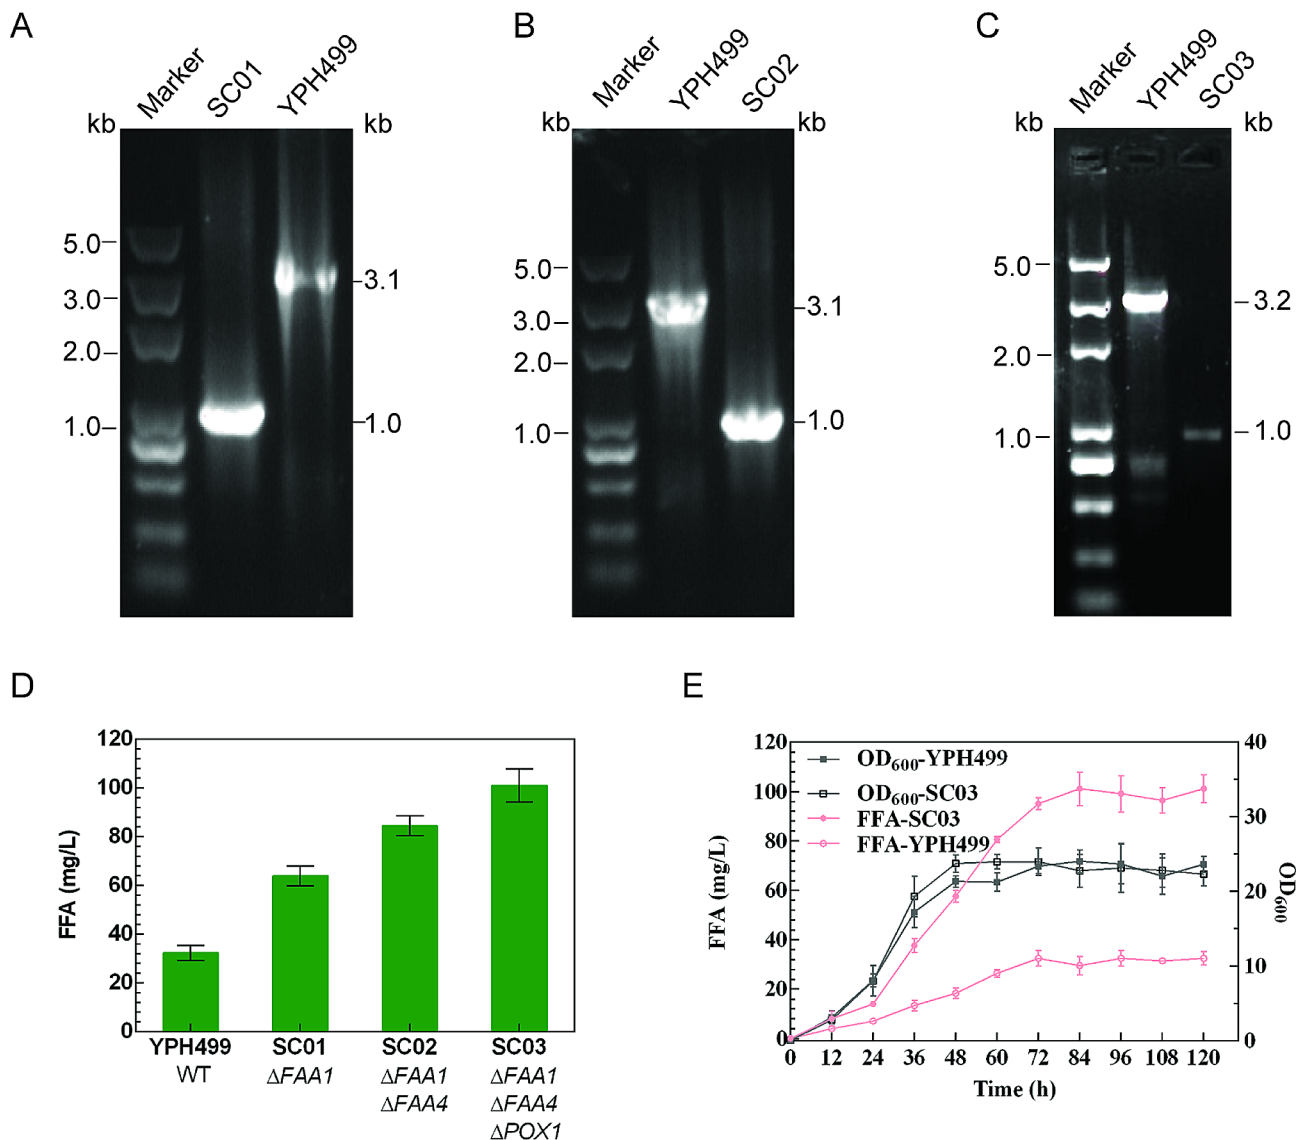 A
B
C
Marker
SC01
YPH499
Marker
YPH499
SC02
Marker
YPH499
SC03
kb
kb
kb
kb
kb
kb
5.0
3.0
2.0
1.0
3.1
1.0
5.0
3.0
2.0
1.0
3.1
1.0
5.0
2.0
1.0
3.2
1.0
D
E
FFA (mg/L)
120
100
80
60
40
20
0
YPH499
WT
SC01
ΔFAA1
SC02
ΔFAA1
ΔFAA4
SC03
ΔFAA1
ΔFAA4
ΔPOX1
FFA (mg/L)
120
100
80
60
40
20
0
OD600-YPH499
OD600-SC03
FFA-SC03
FFA-YPH499
40
30
20
10
0
OD600
0 12 24 36 48 60 72 84 96 108 120
Time (h)